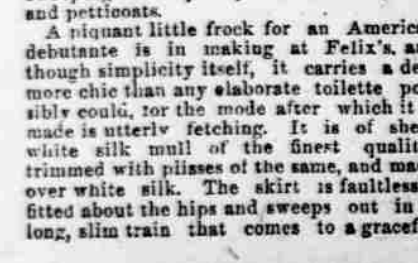 and petticoats.
A piquant little frock for an Americ
debutante is in making at Felix's, a
though simplicity itself, it carries a de
more chic than any elaborate toilette po
sibly could, for the mode after which i
made is utterly fetching. It is of she
white silk mull of the finest qualit
trimmed with plisses of the same, and ma
over white silk. The skirt is faultless
fitted about the hips and sweeps out in
long, slim train that comes to a gracef